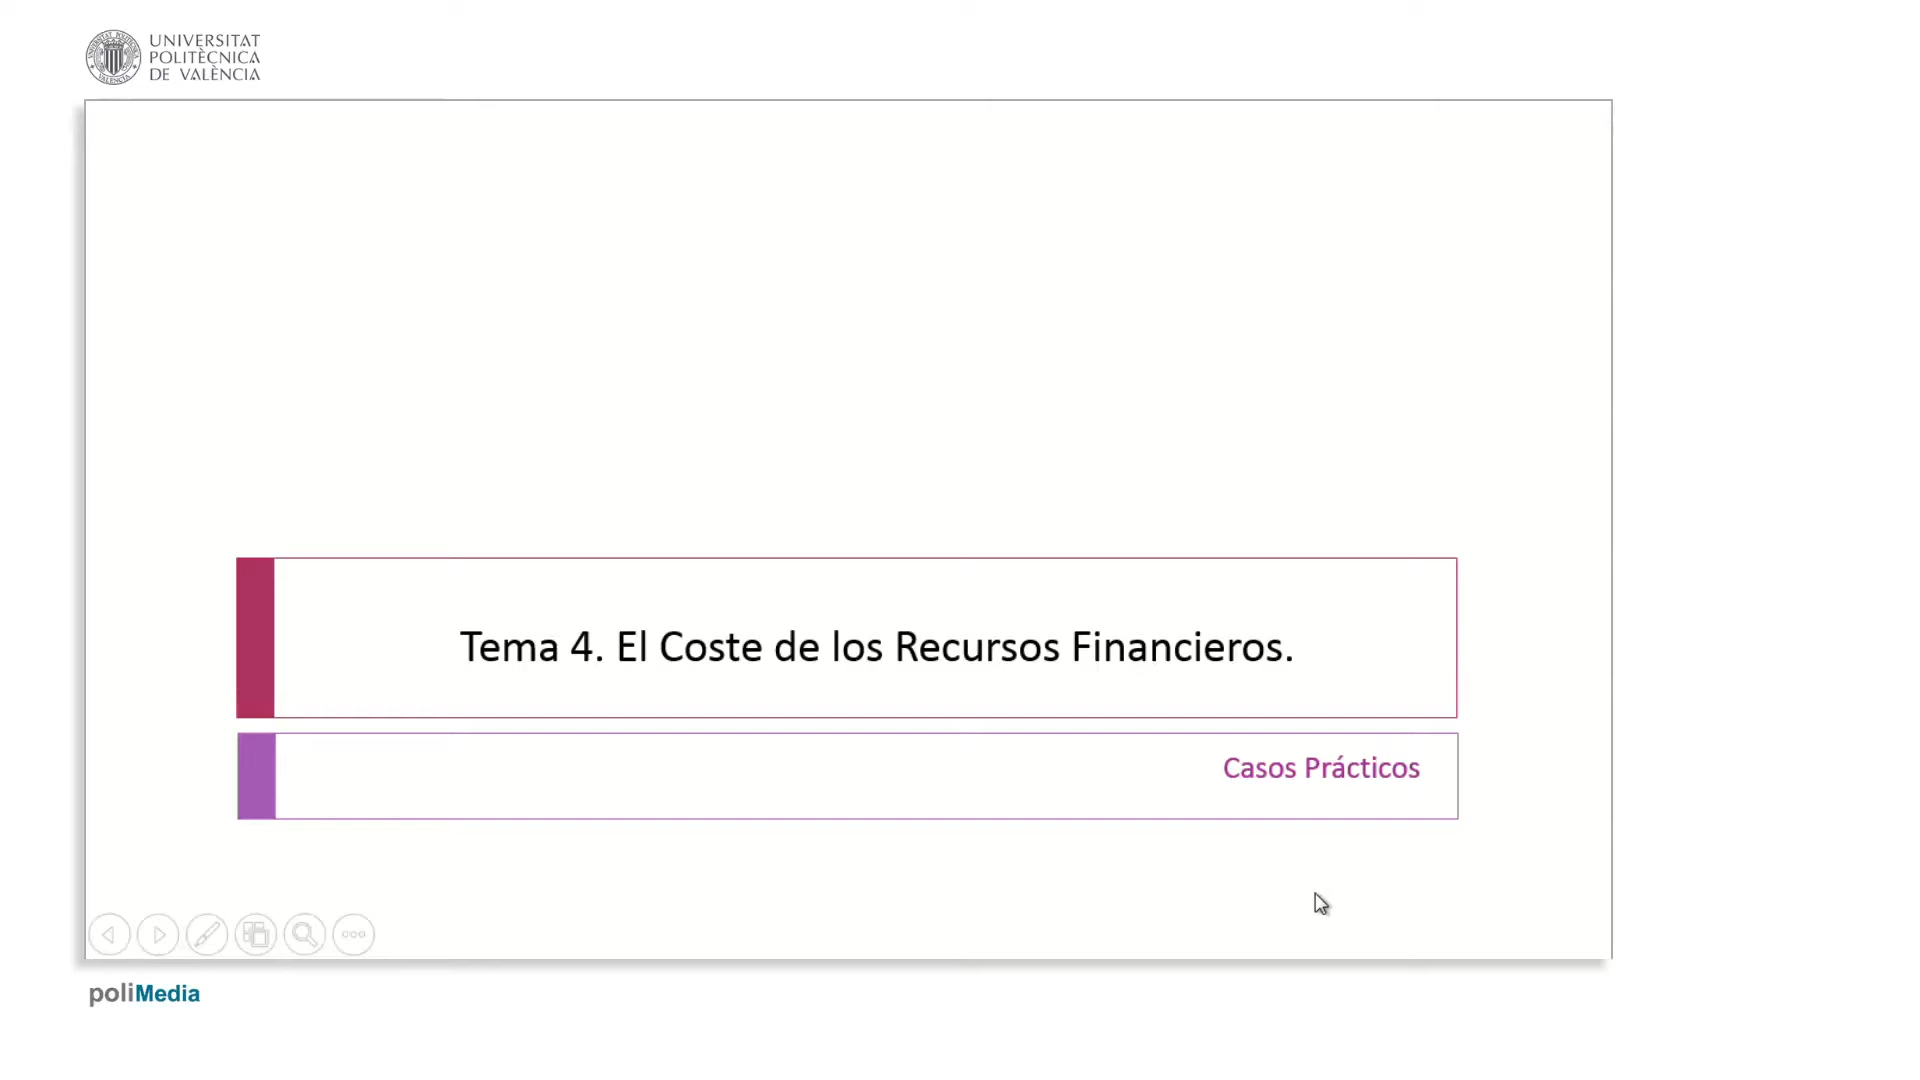 UNIVERSITAT
POLITÈCNICA
DE VALÈNCIA
Tema 4. El Coste de los Recursos Financieros.
Casos Prácticos
poliMedia